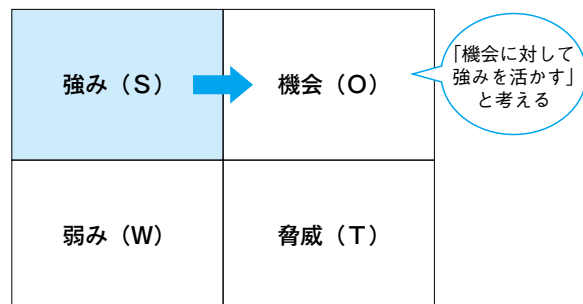 強み（S）
機会（O）
「機会に対して
強みを活かす」
と考える
弱み（W）
脅威（T）